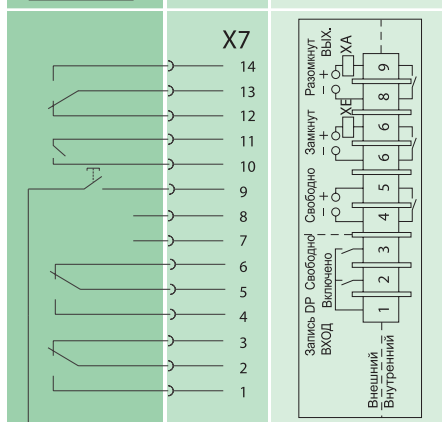 X7
14
13
12
11
10
9
8
7
6
5
4
3
2
1
ВЫХ.
Разомкнут
– +
XA
9
8
Замкнут
– +
XE
6
6
Свободно
– +
5
4
Запись DP Свободно
ВХОД
Включено
3
2
1
Внешний
Внутренний